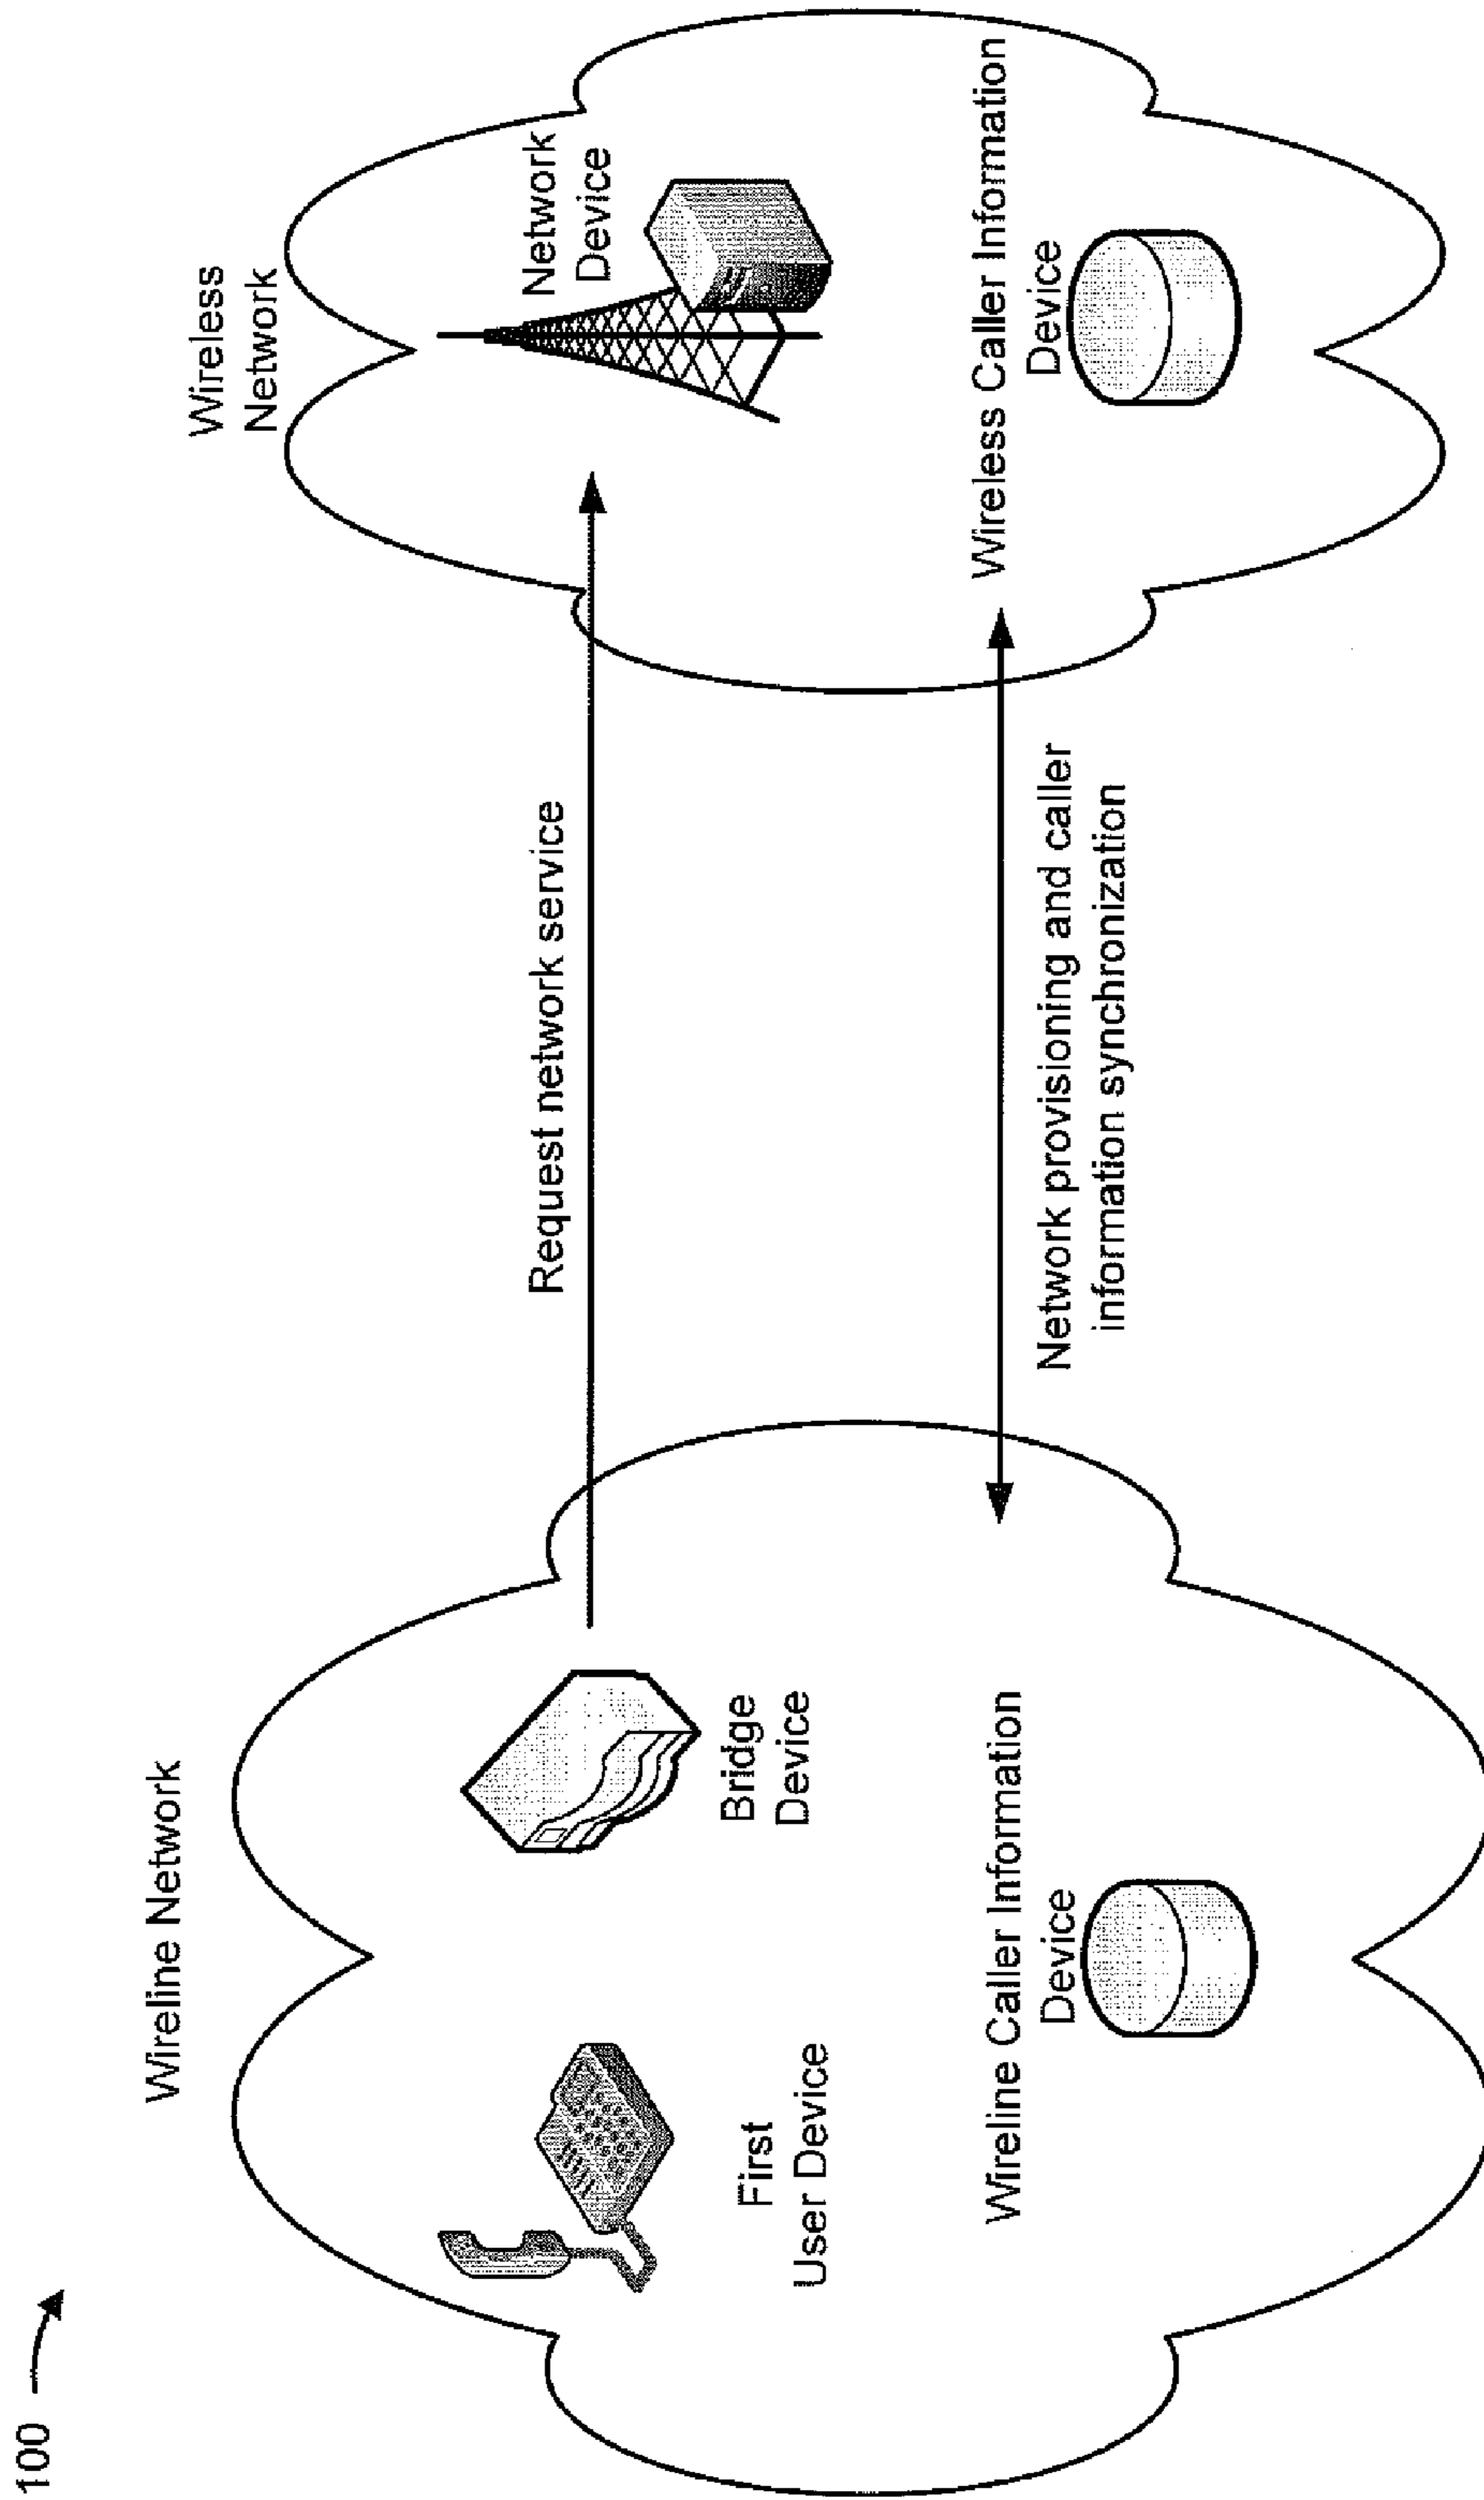 100
Wireline Network
First
User Device
Bridge
Device
Wireline Caller Information
Device
Request network service
Network provisioning and caller
information synchronization
Wireless
Network
Network
Device
Wireless Caller Information
Device